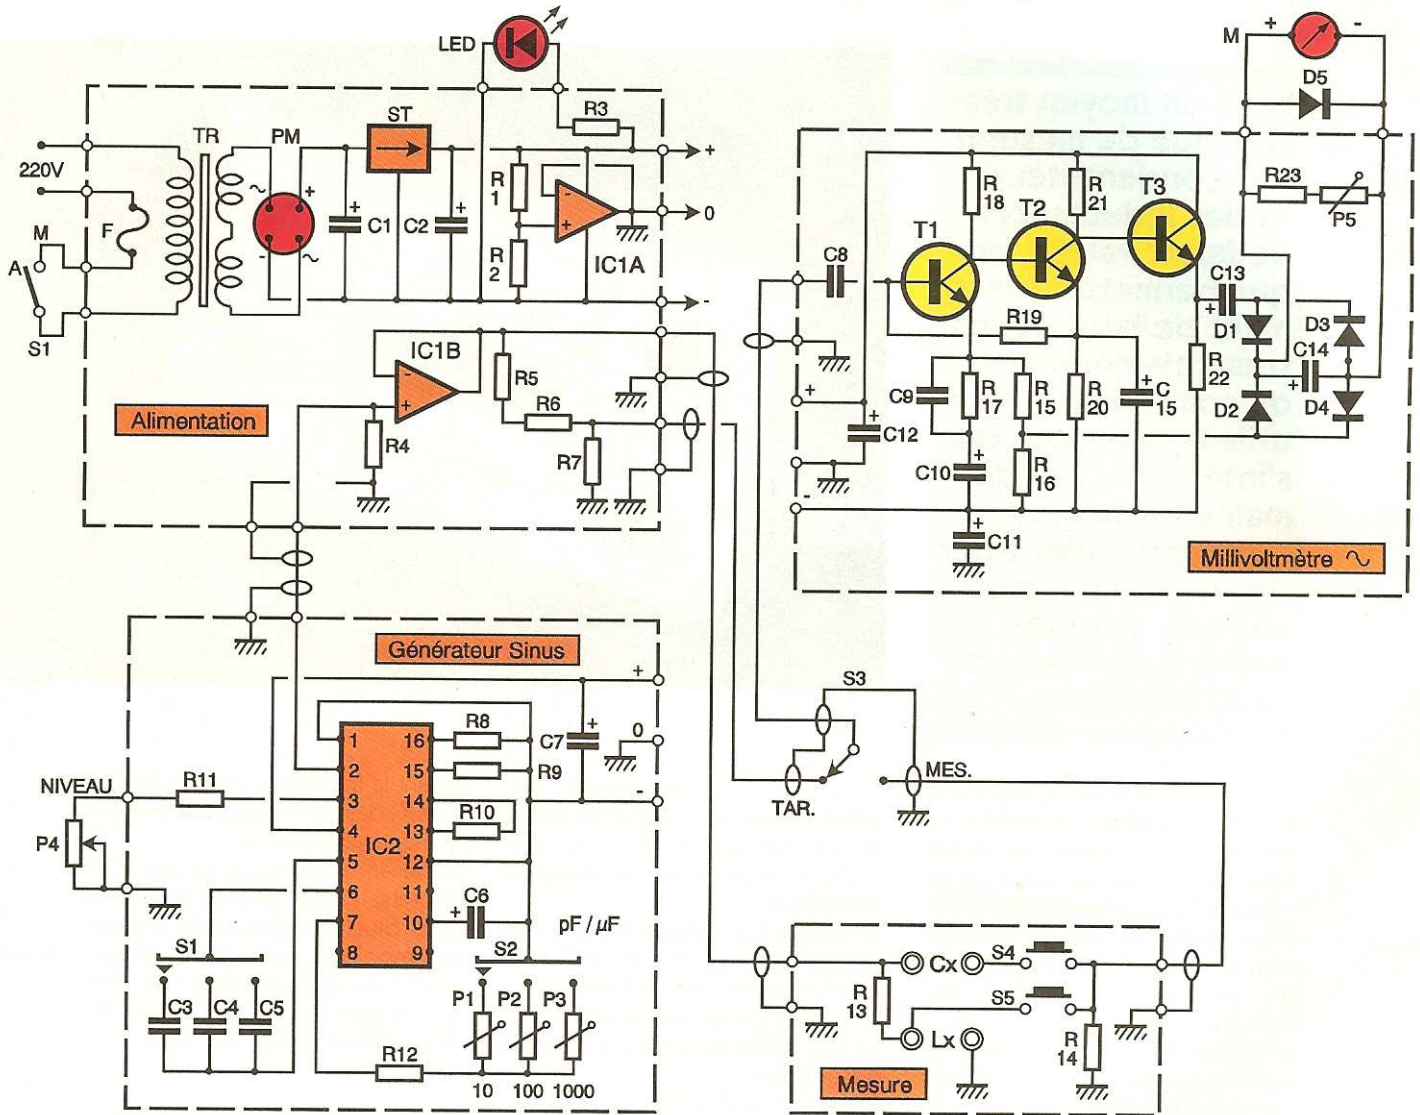 LED
M + -
D5
TR
PM
ST
R3
+
220V
F
~
+
-
~
+
C1
+
C2
R
1
R
2
-
+
IC1A
0
-
M
A
S1
Alimentation
IC1B
-
+
R4
R5
R6
R7
R
18
R
21
T1
T2
T3
R23
P5
C8
R19
C13
+
D1
D3
C14
+
D2
D4
R
22
+
C12
C9
R
17
R
15
R
20
+
C
15
+
C10
R
16
-
+
C11
Millivoltmètre ~
Générateur Sinus
+
0
-
NIVEAU
R11
P4
1
2
3
4
5
6
7
8
IC2
16
15
14
13
12
11
10
9
R8
R9
R10
+
C7
+
C6
pF / µF
S1
C3
C4
C5
S2
P1
P2
P3
R12
10
100
1000
S3
TAR.
MES.
R
13
Cx
Lx
S4
S5
R
14
Mesure